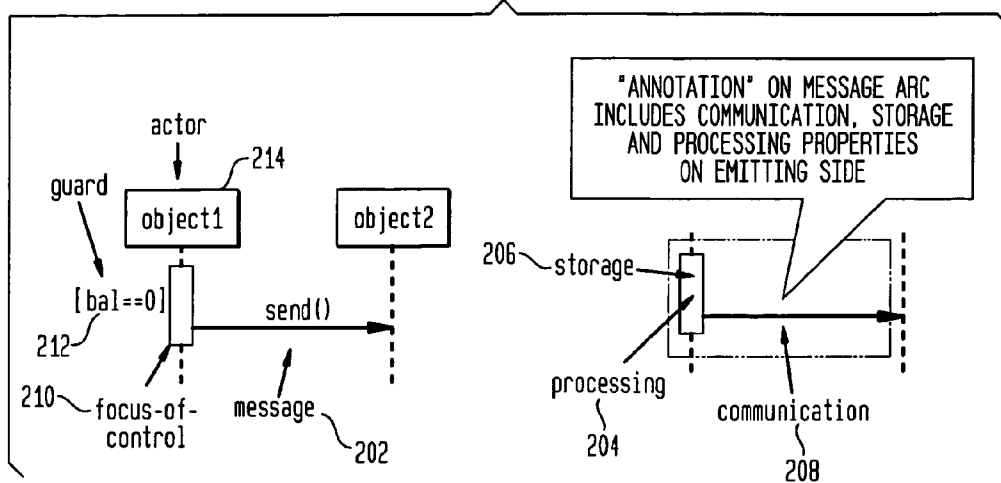 "ANNOTATION" ON MESSAGE ARC
INCLUDES COMMUNICATION, STORAGE
AND PROCESSING PROPERTIES
ON EMITTING SIDE
actor
214
guard
object1
object2
[bal==0]
212
send()
210
focus-of-
control
message
202
206
storage
processing
204
communication
208